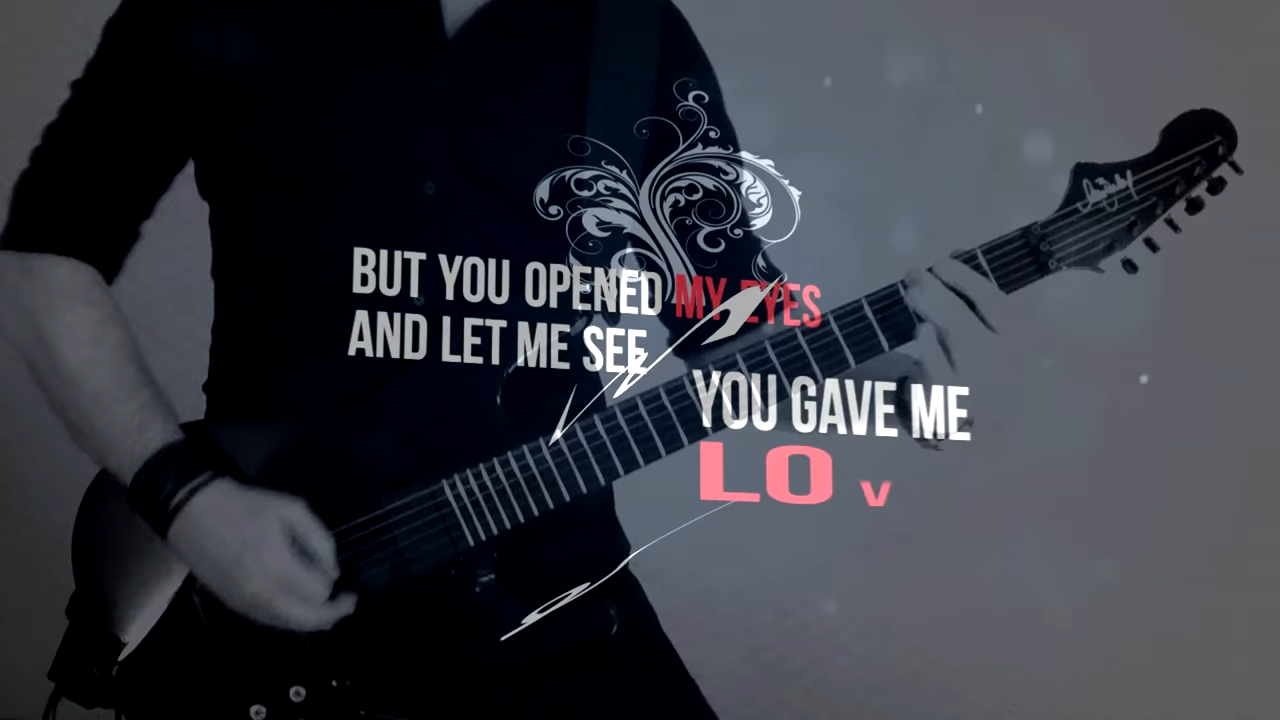 BUT YOU OPENED MY EYES
AND LET ME SEE
YOU GAVE ME
LO V